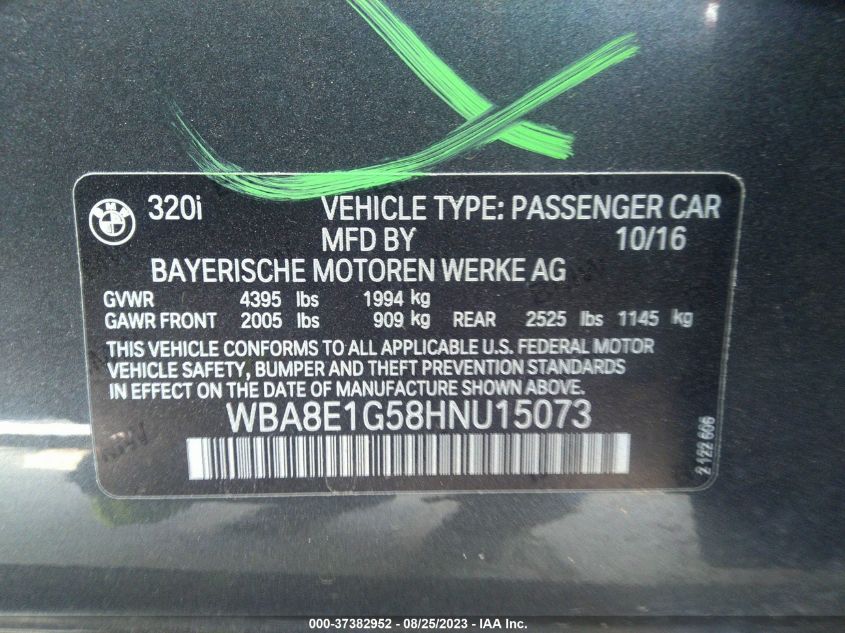 BMW 320i VEHICLE TYPE: PASSENGER CAR
MFD BY 10/16
BAYERISCHE MOTOREN WERKE AG
GVWR 4395 lbs 1994 kg
GAWR FRONT 2005 lbs 909 kg REAR 2525 lbs 1145 kg
THIS VEHICLE CONFORMS TO ALL APPLICABLE U.S. FEDERAL MOTOR
VEHICLE SAFETY, BUMPER AND THEFT PREVENTION STANDARDS
IN EFFECT ON THE DATE OF MANUFACTURE SHOWN ABOVE.
WBA8E1G58HNU15073
2 122 606
000-37382952 - 08/25/2023 - IAA Inc.